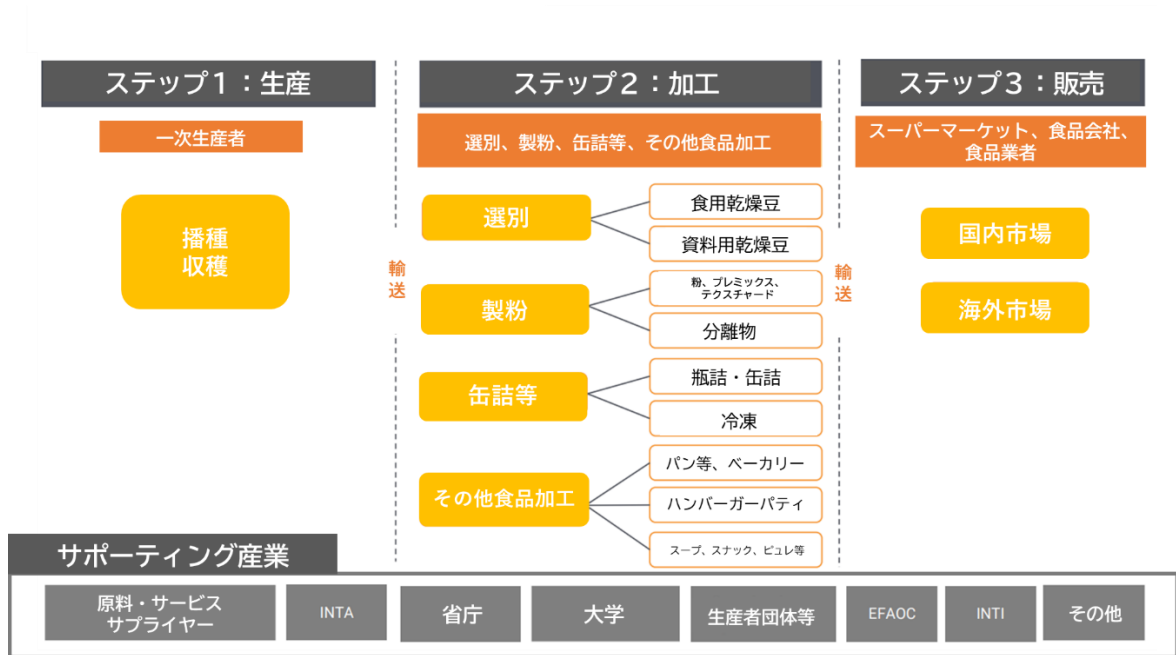 ステップ1：生産
一次生産者
播種
収穫
輸送
ステップ2：加工
選別、製粉、缶詰等、その他食品加工
選別
食用乾燥豆
資料用乾燥豆
製粉
粉、プレミックス、
テクスチャード
分離物
缶詰等
瓶詰・缶詰
冷凍
その他食品加工
パン等、ベーカリー
ハンバーガーパティ
スープ、スナック、ピュレ等
輸送
ステップ3：販売
スーパーマーケット、食品会社、
食品業者
国内市場
海外市場
サポーティング産業
原料・サービス
サプライヤー
INTA
省庁
大学
生産者団体等
EFAOC
INTI
その他